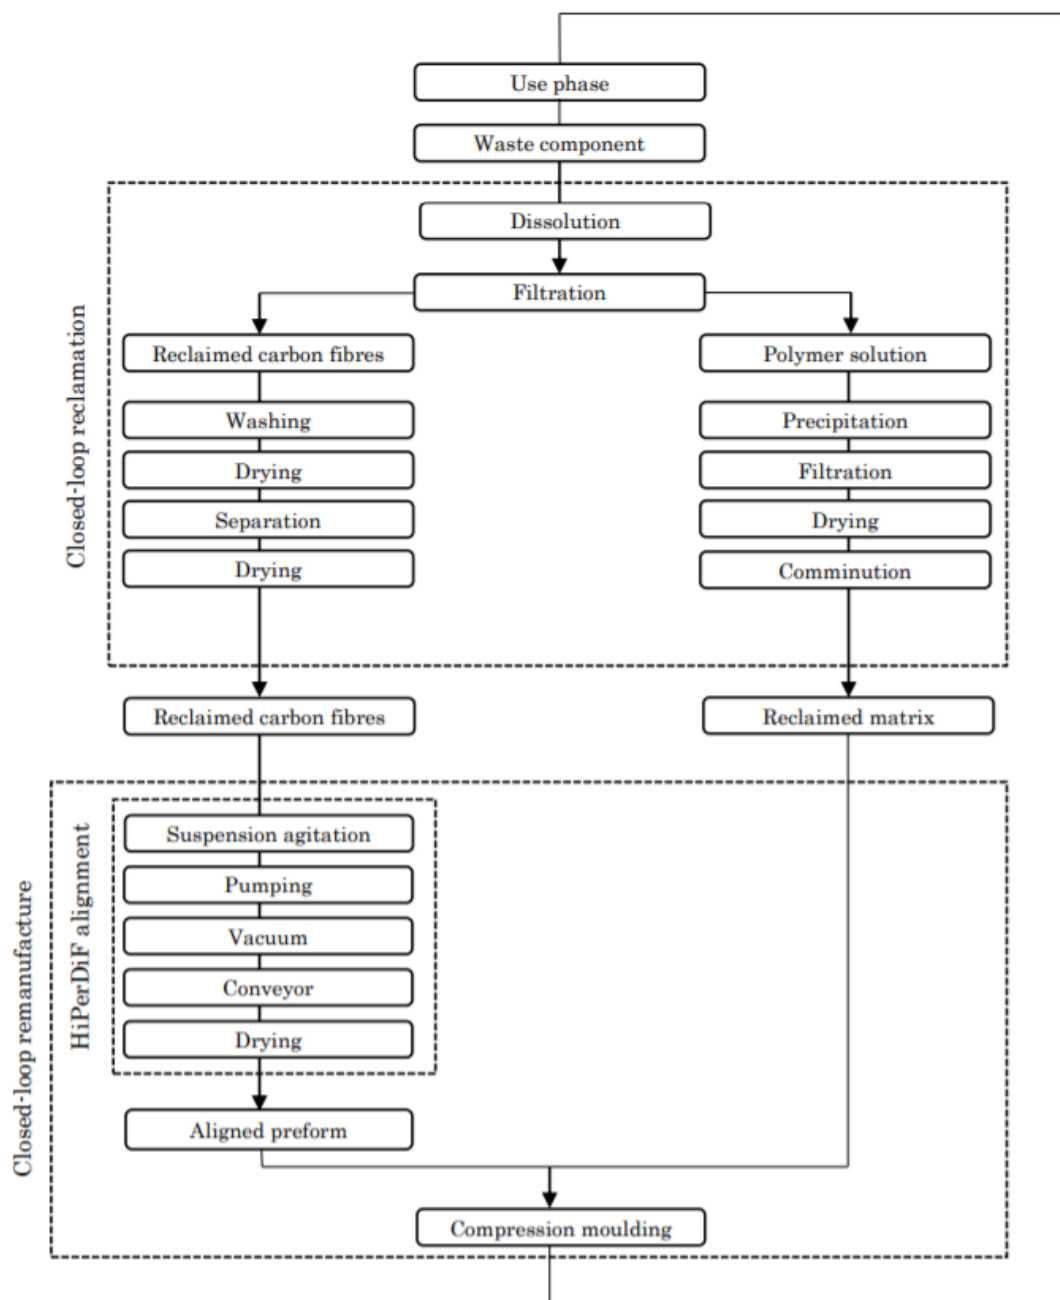 Use phase
Waste component
Closed-loop reclamation
Dissolution
Filtration
Reclaimed carbon fibres
Washing
Drying
Separation
Drying
Polymer solution
Precipitation
Filtration
Drying
Comminution
Reclaimed carbon fibres
Reclaimed matrix
Closed-loop remanufacture
HiPerDiF alignment
Suspension agitation
Pumping
Vacuum
Conveyor
Drying
Aligned preform
Compression moulding